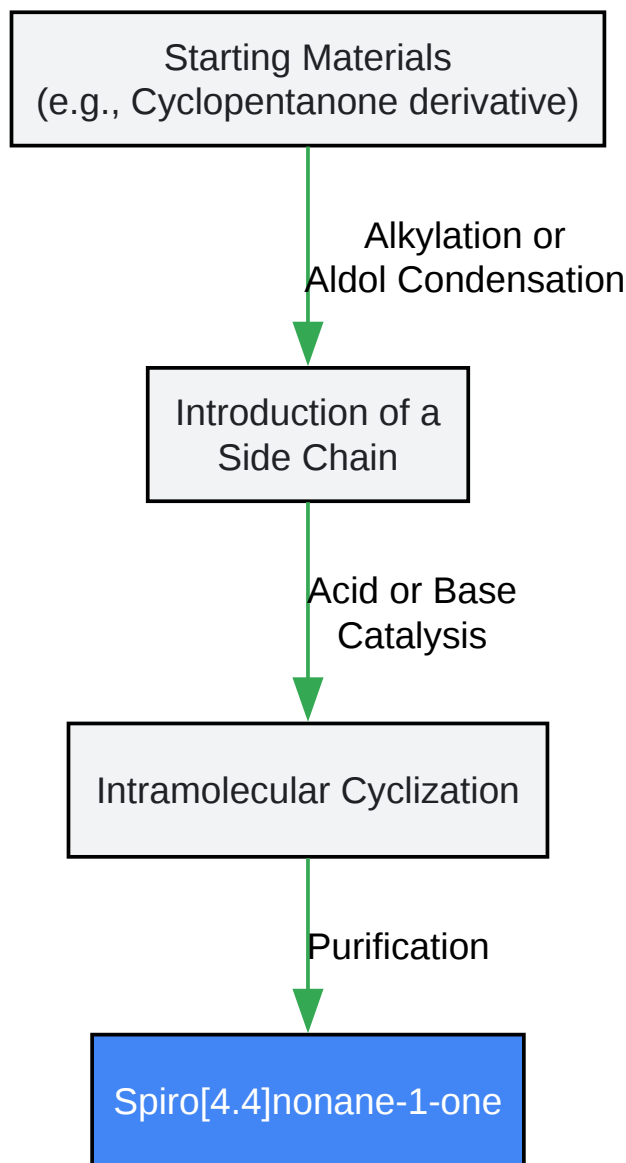 Starting Materials
(e.g., Cyclopentanone derivative)
Alkylation or
Aldol Condensation
Introduction of a
Side Chain
Acid or Base
Catalysis
Intramolecular Cyclization
Purification
Spiro[4.4]nonane-1-one